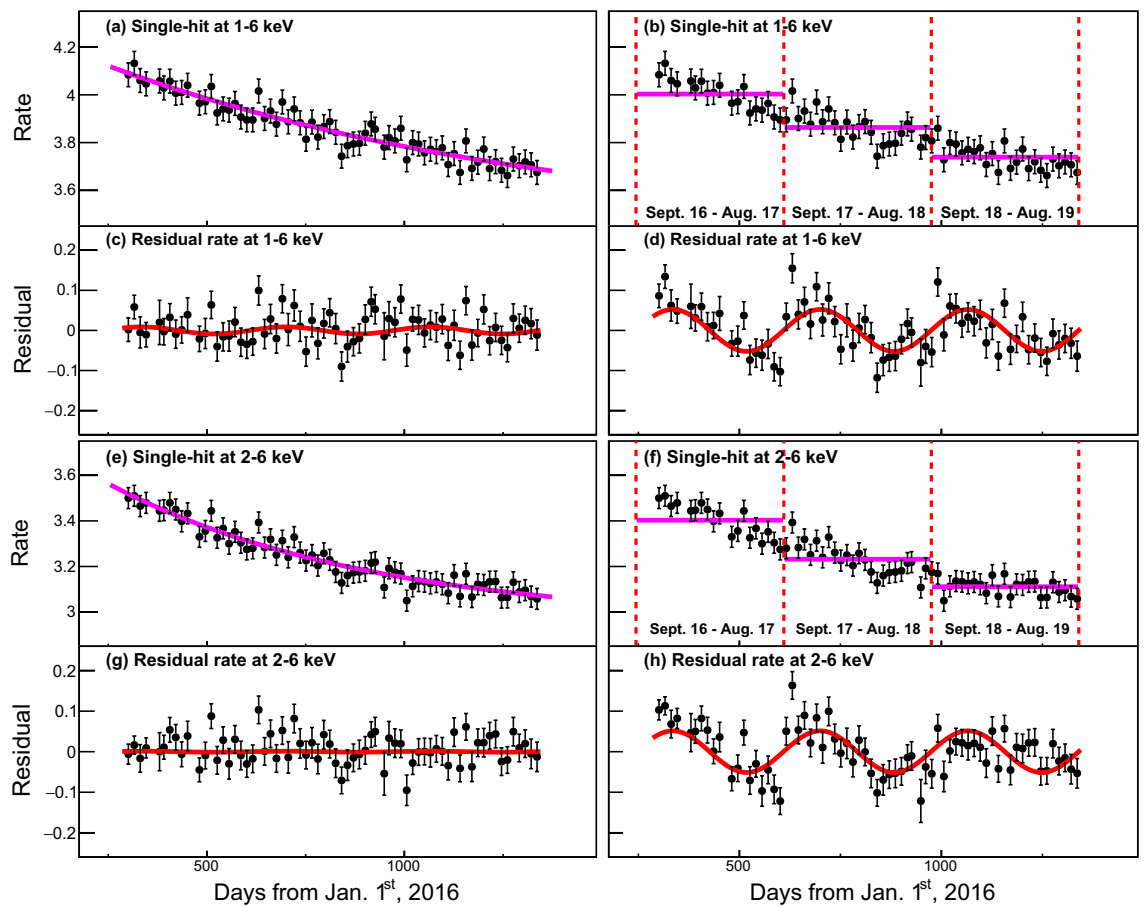 (a) Single-hit at 1-6 keV
Rate
4.2
4
3.8
3.6
(b) Single-hit at 1-6 keV
Sept. 16 - Aug. 17
Sept. 17 - Aug. 18
Sept. 18 - Aug. 19
(c) Residual rate at 1-6 keV
Residual
0.2
0.1
0
−0.1
−0.2
(d) Residual rate at 1-6 keV
(e) Single-hit at 2-6 keV
Rate
3.6
3.4
3.2
3
(f) Single-hit at 2-6 keV
Sept. 16 - Aug. 17
Sept. 17 - Aug. 18
Sept. 18 - Aug. 19
(g) Residual rate at 2-6 keV
Residual
0.2
0.1
0
−0.1
−0.2
(h) Residual rate at 2-6 keV
500
1000
500
1000
Days from Jan. 1st, 2016
Days from Jan. 1st, 2016